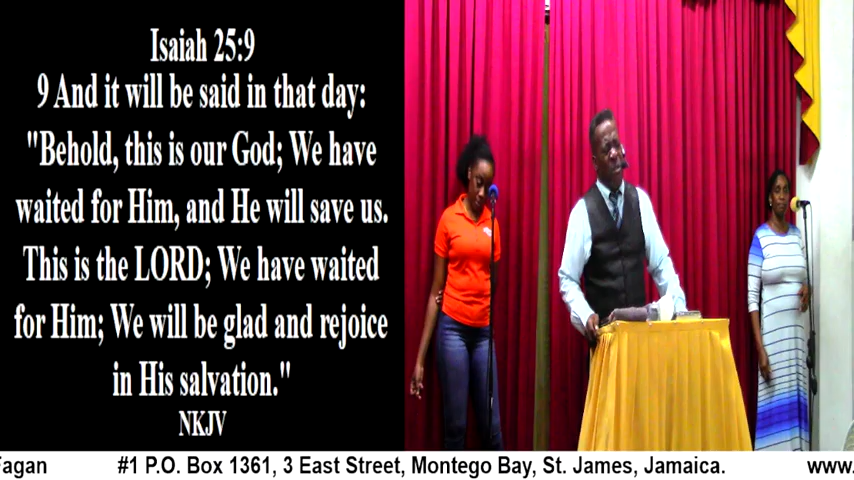 Isaiah 25:9
9 And it will be said in that day:
"Behold, this is our God; We have
waited for Him, and He will save us.
This is the LORD; We have waited
for Him; We will be glad and rejoice
in His salvation."
NKJV
Fagan #1 P.O. Box 1361, 3 East Street, Montego Bay, St. James, Jamaica. www.